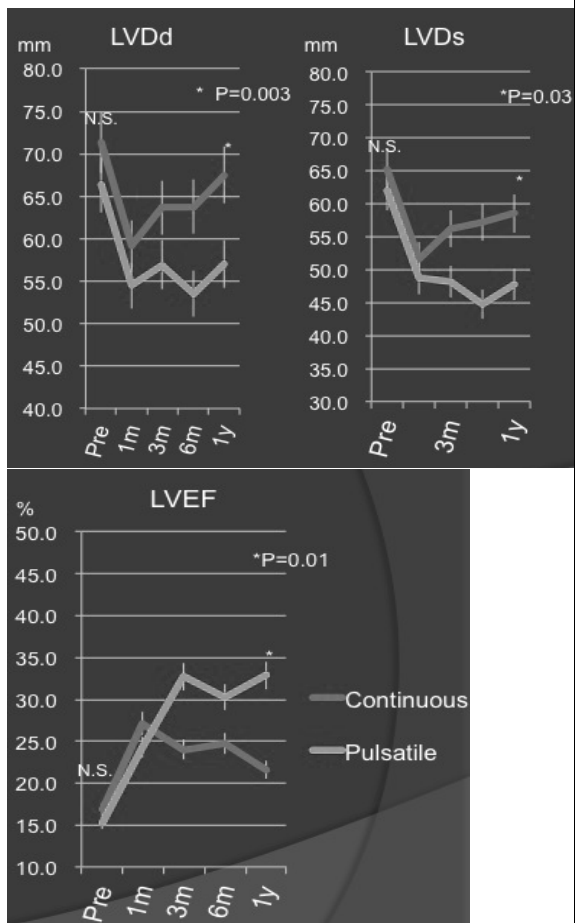 LVDd
mm
80.0
75.0
70.0
65.0
60.0
55.0
50.0
45.0
40.0
* P=0.003
N.S.
*
Pre 1m 3m 6m 1y
LVDs
mm
80.0
75.0
70.0
65.0
60.0
55.0
50.0
45.0
40.0
35.0
30.0
*P=0.03
N.S.
*
Pre 3m 1y
LVEF
%
50.0
45.0
40.0
35.0
30.0
25.0
20.0
15.0
10.0
*P=0.01
*
N.S.
Pre 1m 3m 6m 1y
Continuous
Pulsatile